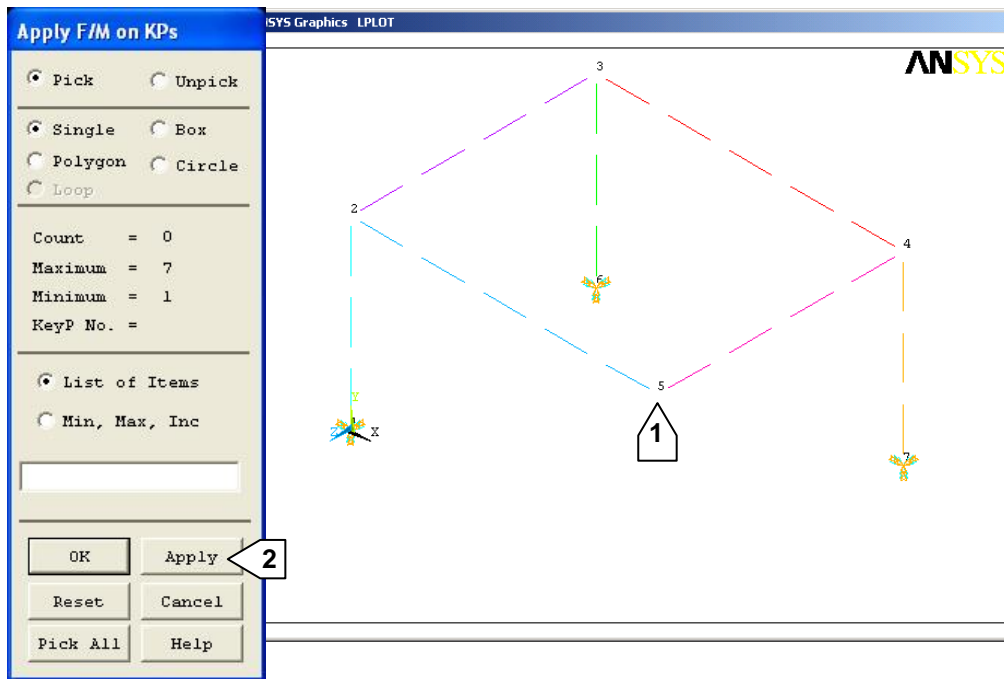 Apply F/M on KPs
Pick Unpick
Single Box
Polygon Circle
Loop
Count = 0
Maximum = 7
Minimum = 1
KeyP No. =
List of Items
Min, Max, Inc
OK Apply
Reset Cancel
Pick All Help
2
NSYS Graphics LPLOT
ANSYS
3
2
4
6
5
1
Y
1
Z X
7